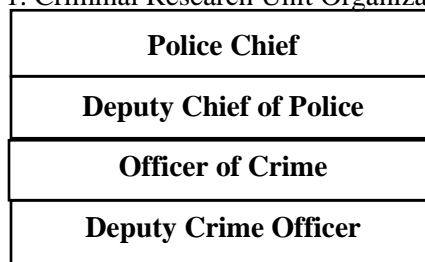 1. Criminal Research Unit Organiza
Police Chief
Deputy Chief of Police
Officer of Crime
Deputy Crime Officer